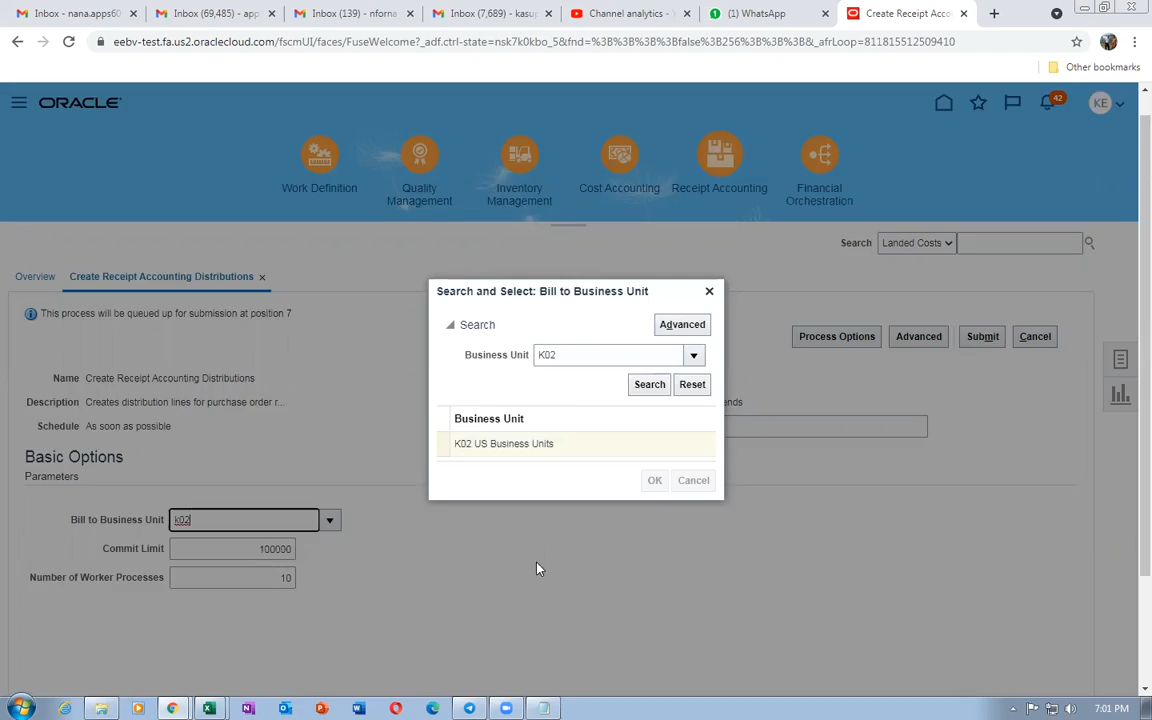 Inbox - nana.apps60
Inbox (69,485) - app
Inbox (139) - nforna
Inbox (7,689) - kasup
Channel analytics -
(1) WhatsApp
Create Receipt Acco
eebv-test.fa.us2.oraclecloud.com/fscmUI/faces/FuseWelcome?_adf.ctrl-state=nsk7k0kbo_5&fnd=%3B%3B%3B%3Bfalse%3B256%3B%3B%3B&_afrLoop=811815512509410
Other bookmarks
ORACLE
42
KE
Work Definition
Quality Management
Inventory Management
Cost Accounting
Receipt Accounting
Financial Orchestration
Search
Landed Costs
Overview
Create Receipt Accounting Distributions
This process will be queued up for submission at position 7
Process Options
Advanced
Submit
Cancel
Name
Create Receipt Accounting Distributions
Description
Creates distribution lines for purchase order r...
ends
Schedule
As soon as possible
Basic Options
Parameters
Bill to Business Unit
k02
Commit Limit
100000
Number of Worker Processes
10
Search and Select: Bill to Business Unit
Search
Advanced
Business Unit
K02
Search
Reset
Business Unit
K02 US Business Units
OK
Cancel
7:01 PM